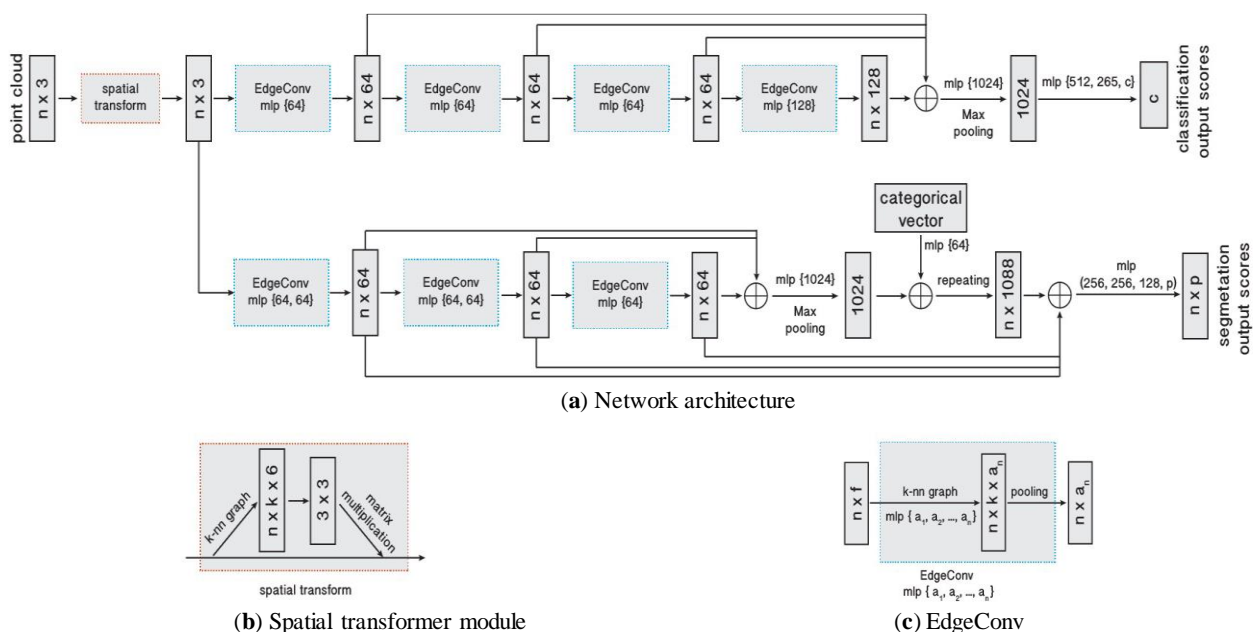 point cloud
n x 3
spatial
transform
n x 3
EdgeConv
mlp {64}
n x 64
EdgeConv
mlp {64}
n x 64
EdgeConv
mlp {64}
n x 64
EdgeConv
mlp {128}
n x 128
mlp {1024}
Max
pooling
1024
mlp {512, 265, c}
c
classification
output scores
categorical
vector
mlp {64}
EdgeConv
mlp {64, 64}
n x 64
EdgeConv
mlp {64, 64}
n x 64
EdgeConv
mlp {64}
n x 64
mlp {1024}
Max
pooling
1024
repeating
n x 1088
mlp
(256, 256, 128, p}
n x p
segmetation
output scores
(a) Network architecture
k-nn graph
n x k x 6
3 x 3
matrix
multiplication
spatial transform
(b) Spatial transformer module
n x f
k-nn graph
mlp { a₁, a₂, ..., aₙ}
n x k x aₙ
pooling
n x aₙ
EdgeConv
mlp { a₁, a₂, ..., aₙ}
(c) EdgeConv